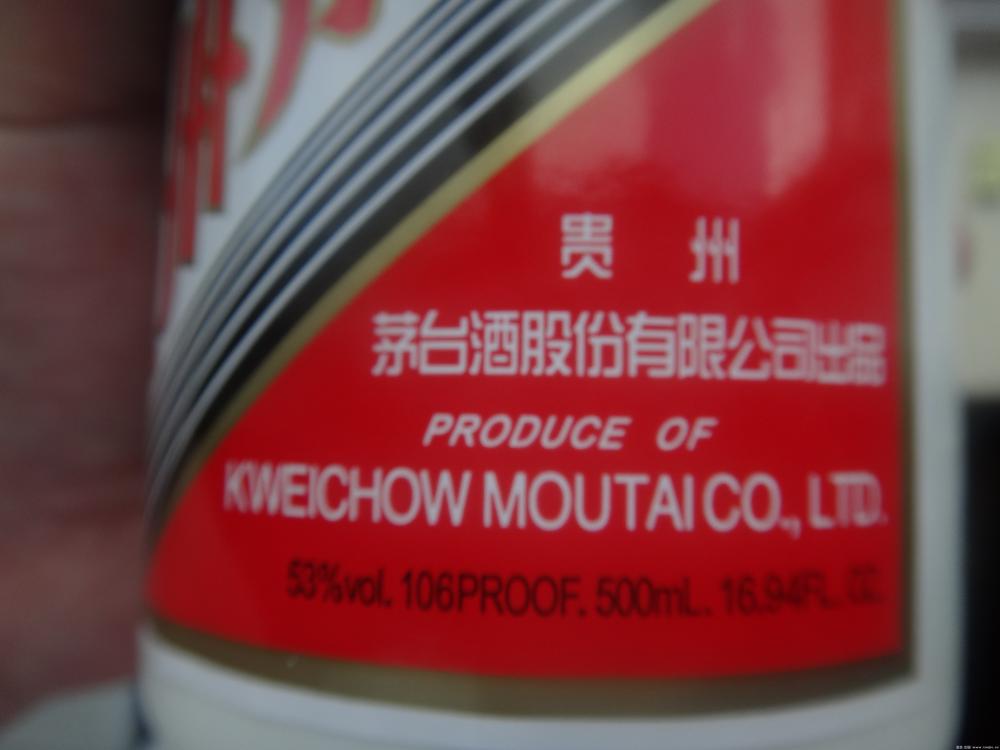 贵州
茅台酒股份有限公司出品
PRODUCE OF
KWEICHOW MOUTAI CO., LTD.
53%vol. 106PROOF. 500mL. 16.94FL. OZ.